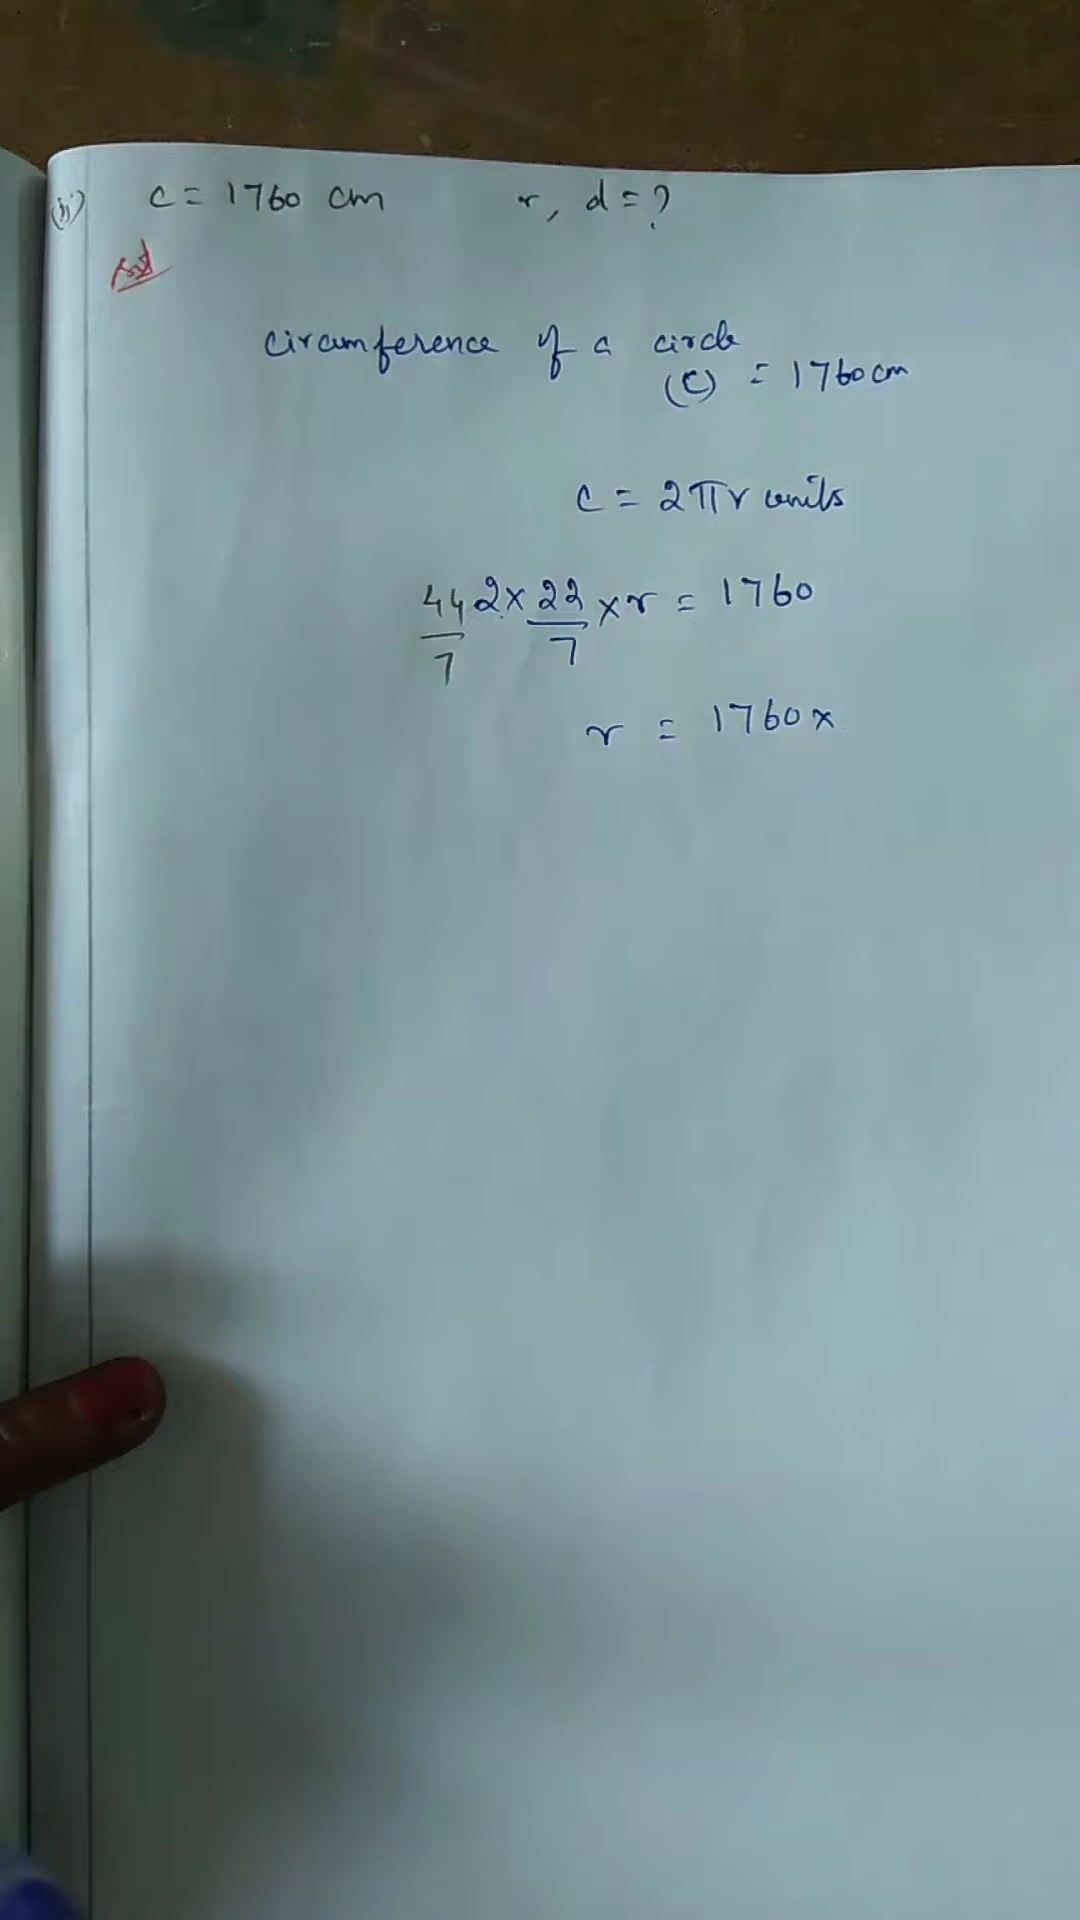 (ii) C = 1760 cm r, d = ?
Sol
Circumference of a circle
(C) = 1760 cm
C = 2πr units
44/7 2 × 22/7 × r = 1760
r = 1760 ×